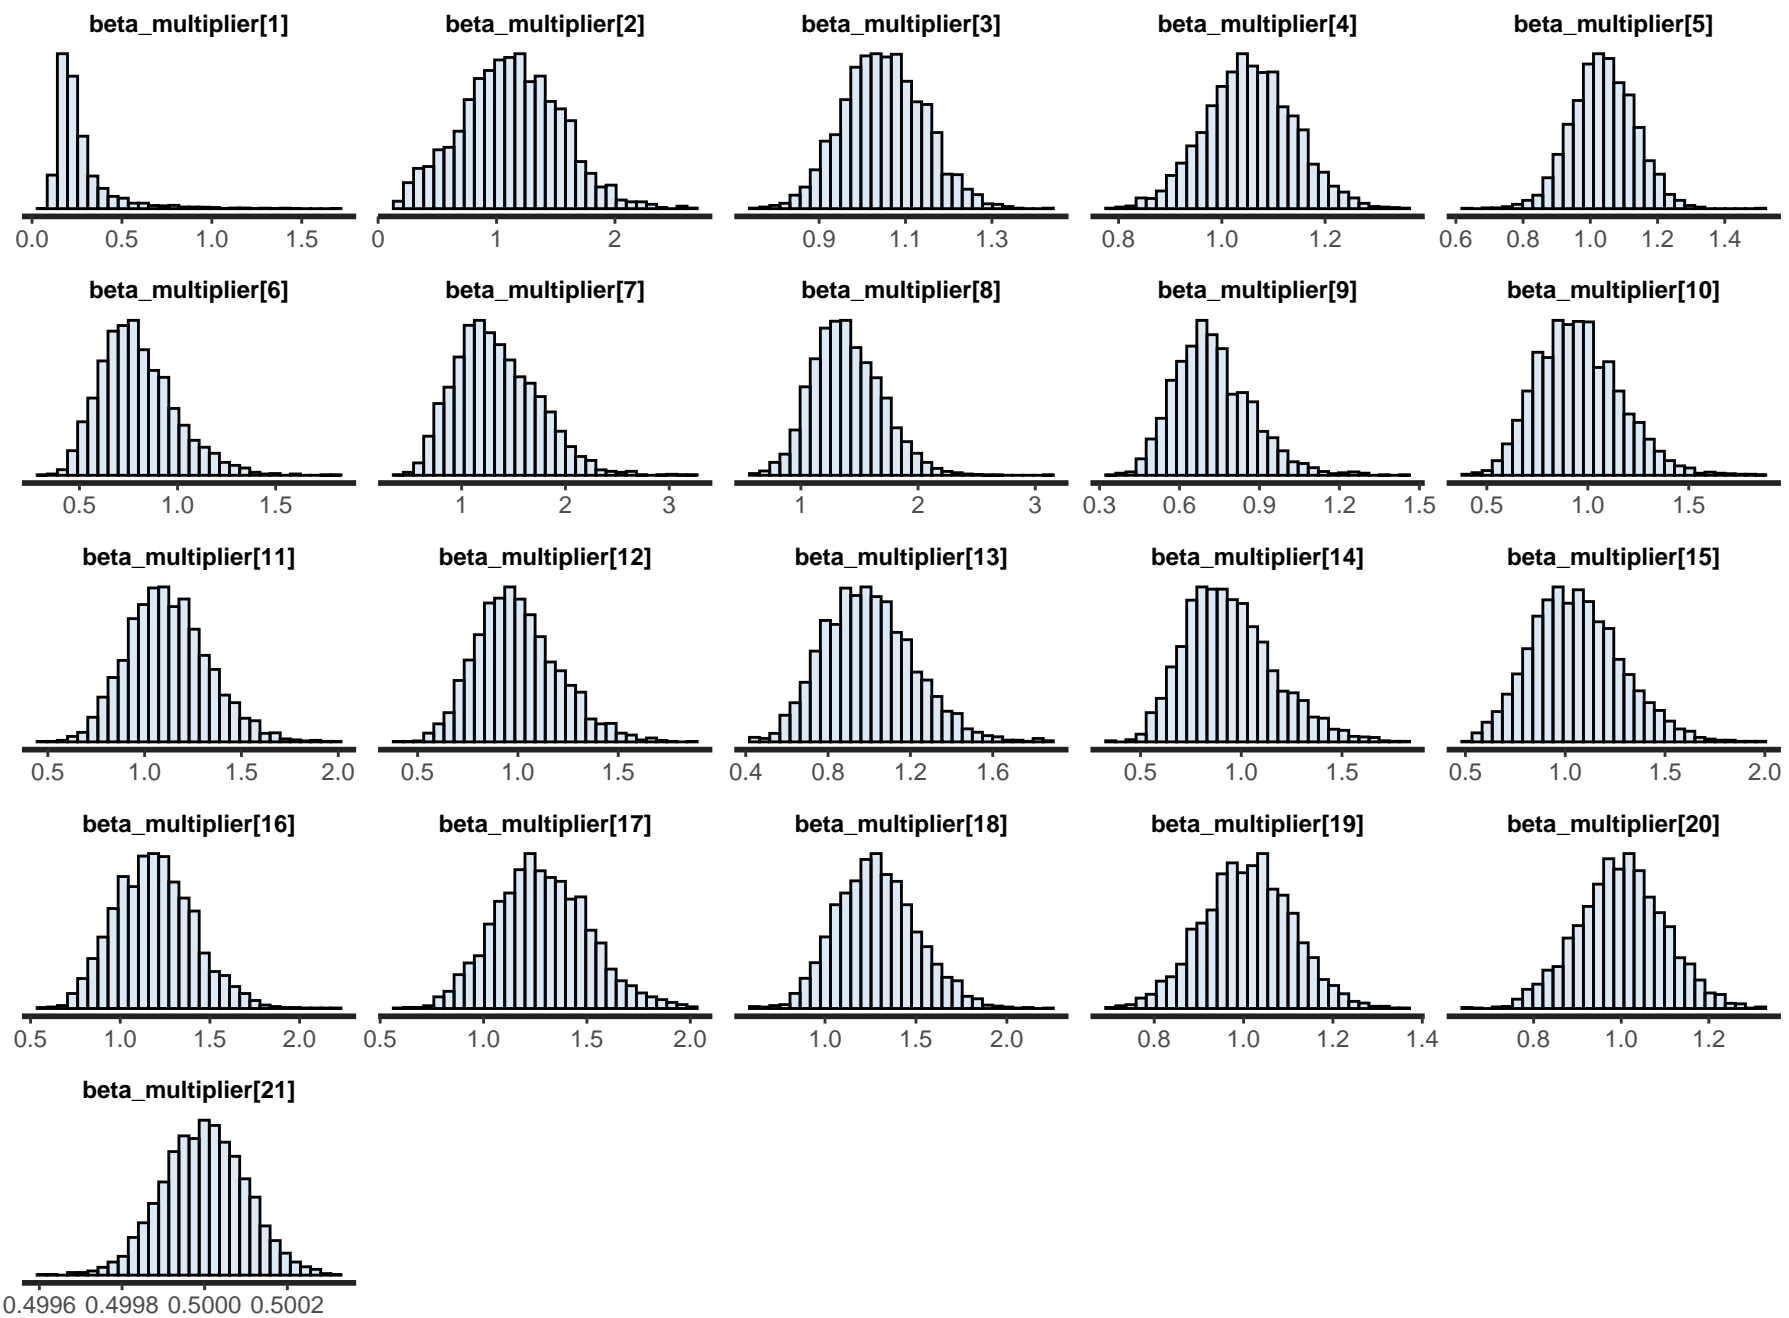 beta_multiplier[1] beta_multiplier[2] beta_multiplier[3] beta_multiplier[4] beta_multiplier[5]
0.0 0.5 1.0 1.5 0 1 2 0.9 1.1 1.3 0.8 1.0 1.2 0.6 0.8 1.0 1.2 1.4
beta_multiplier[6] beta_multiplier[7] beta_multiplier[8] beta_multiplier[9] beta_multiplier[10]
0.5 1.0 1.5 1 2 3 1 2 3 0.3 0.6 0.9 1.2 1.5 0.5 1.0 1.5
beta_multiplier[11] beta_multiplier[12] beta_multiplier[13] beta_multiplier[14] beta_multiplier[15]
0.5 1.0 1.5 2.0 0.5 1.0 1.5 0.4 0.8 1.2 1.6 0.5 1.0 1.5 0.5 1.0 1.5 2.0
beta_multiplier[16] beta_multiplier[17] beta_multiplier[18] beta_multiplier[19] beta_multiplier[20]
0.5 1.0 1.5 2.0 0.5 1.0 1.5 2.0 1.0 1.5 2.0 0.8 1.0 1.2 1.4 0.8 1.0 1.2
beta_multiplier[21]
0.4996 0.4998 0.5000 0.5002